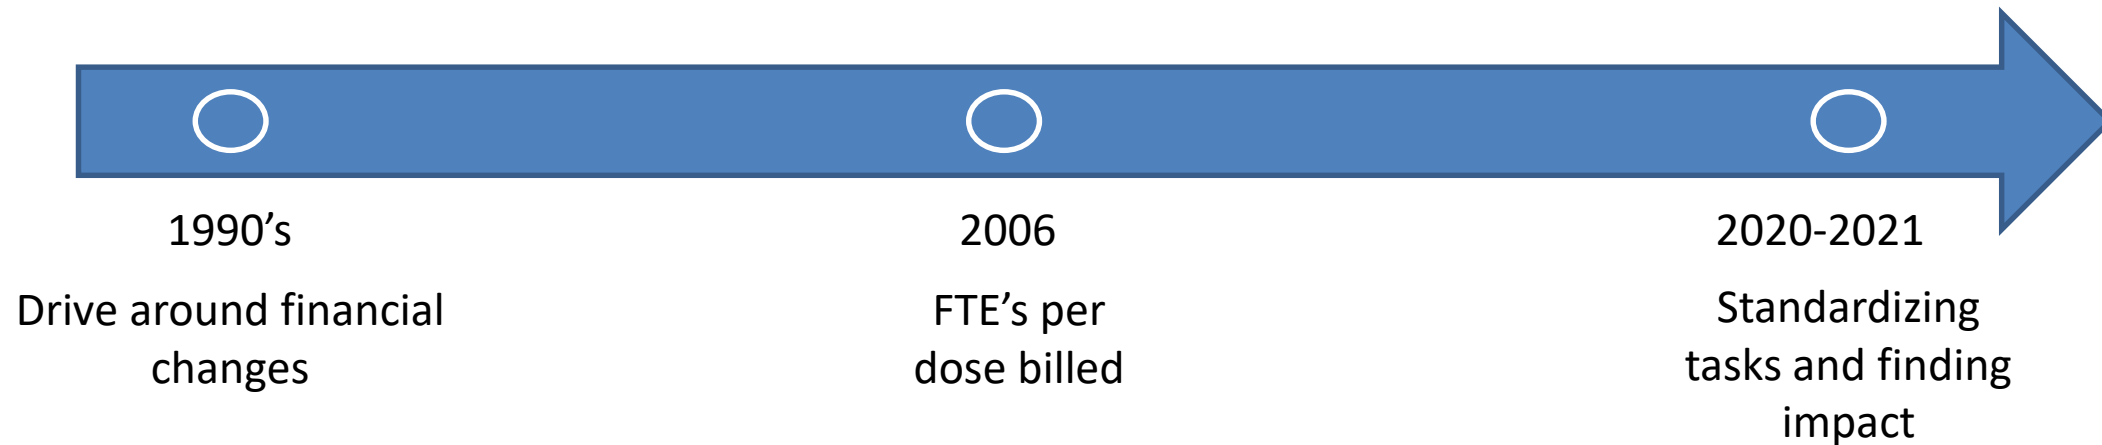 1990’s
Drive around financial
changes
2006
FTE’s per
dose billed
2020-2021
Standardizing
tasks and finding
impact